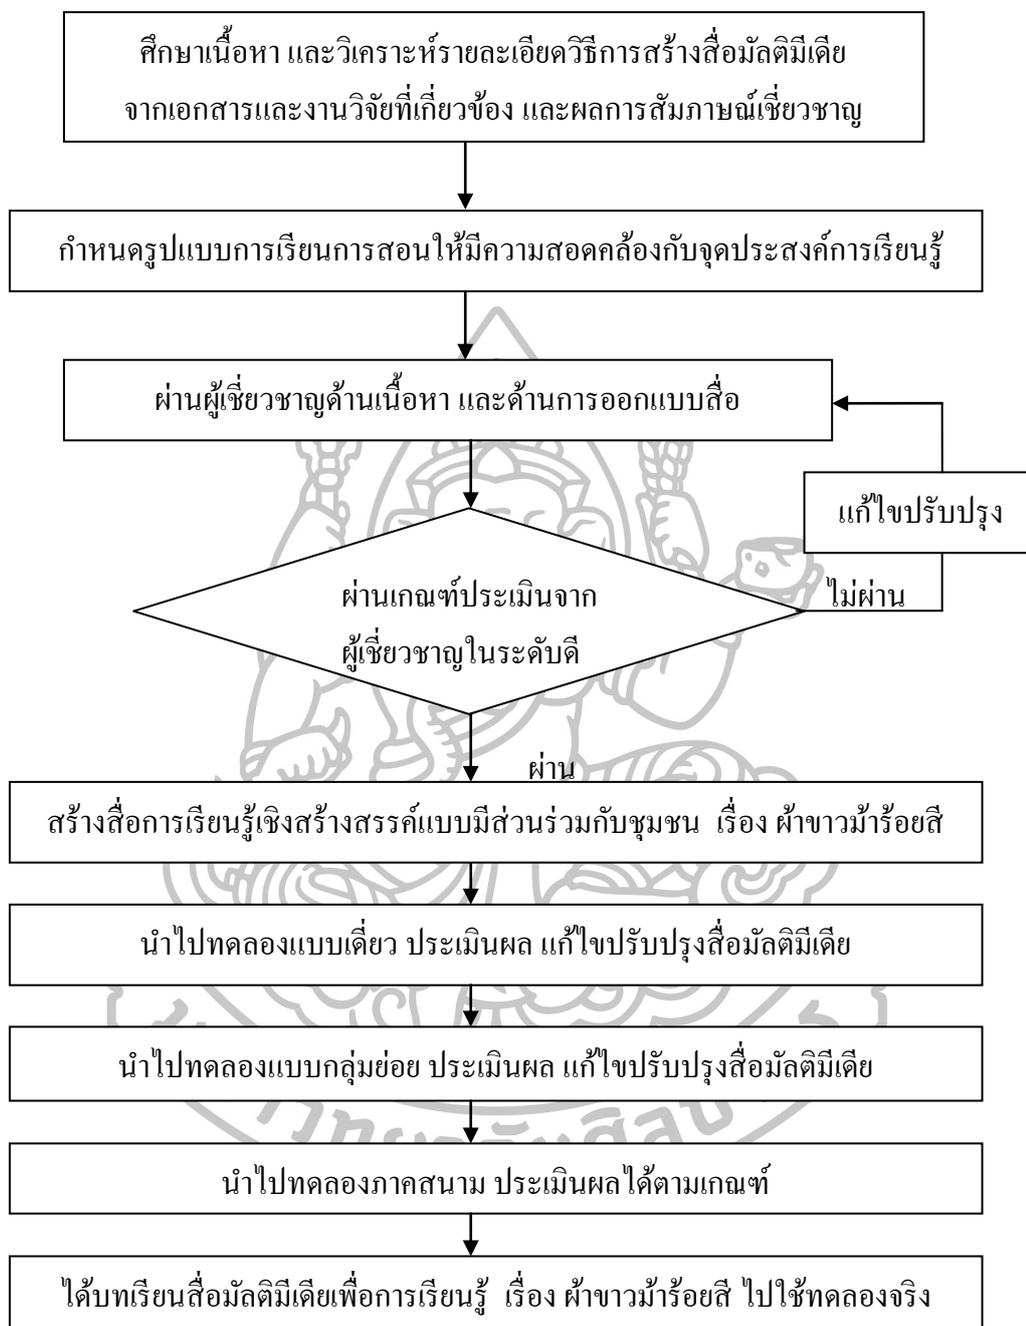 ศึกษาเนื้อหา และวิเคราะห์รายละเอียดวิธีการสร้างสื่อมัลติมีเดีย
จากเอกสารและงานวิจัยที่เกี่ยวข้อง และผลการสัมภาษณ์เชี่ยวชาญ
กำหนดรูปแบบการเรียนการสอนให้มีความสอดคล้องกับจุดประสงค์การเรียนรู้
ผ่านผู้เชี่ยวชาญด้านเนื้อหา และด้านการออกแบบสื่อ
แก้ไขปรับปรุง
ผ่านเกณฑ์ประเมินจาก
ไม่ผ่าน
ผู้เชี่ยวชาญในระดับดี
ผ่าน
สร้างสื่อการเรียนรู้เชิงสร้างสรรค์แบบมีส่วนร่วมกับชุมชน เรื่อง ผ้าขาวม้าร้อยสี
นำไปทดลองแบบเดี่ยว ประเมินผล แก้ไขปรับปรุงสื่อมัลติมีเดีย
นำไปทดลองแบบกลุ่มย่อย ประเมินผล แก้ไขปรับปรุงสื่อมัลติมีเดีย
นำไปทดลองภาคสนาม ประเมินผลได้ตามเกณฑ์
ได้บทเรียนสื่อมัลติมีเดียเพื่อการเรียนรู้ เรื่อง ผ้าขาวม้าร้อยสี ไปใช้ทดลองจริง